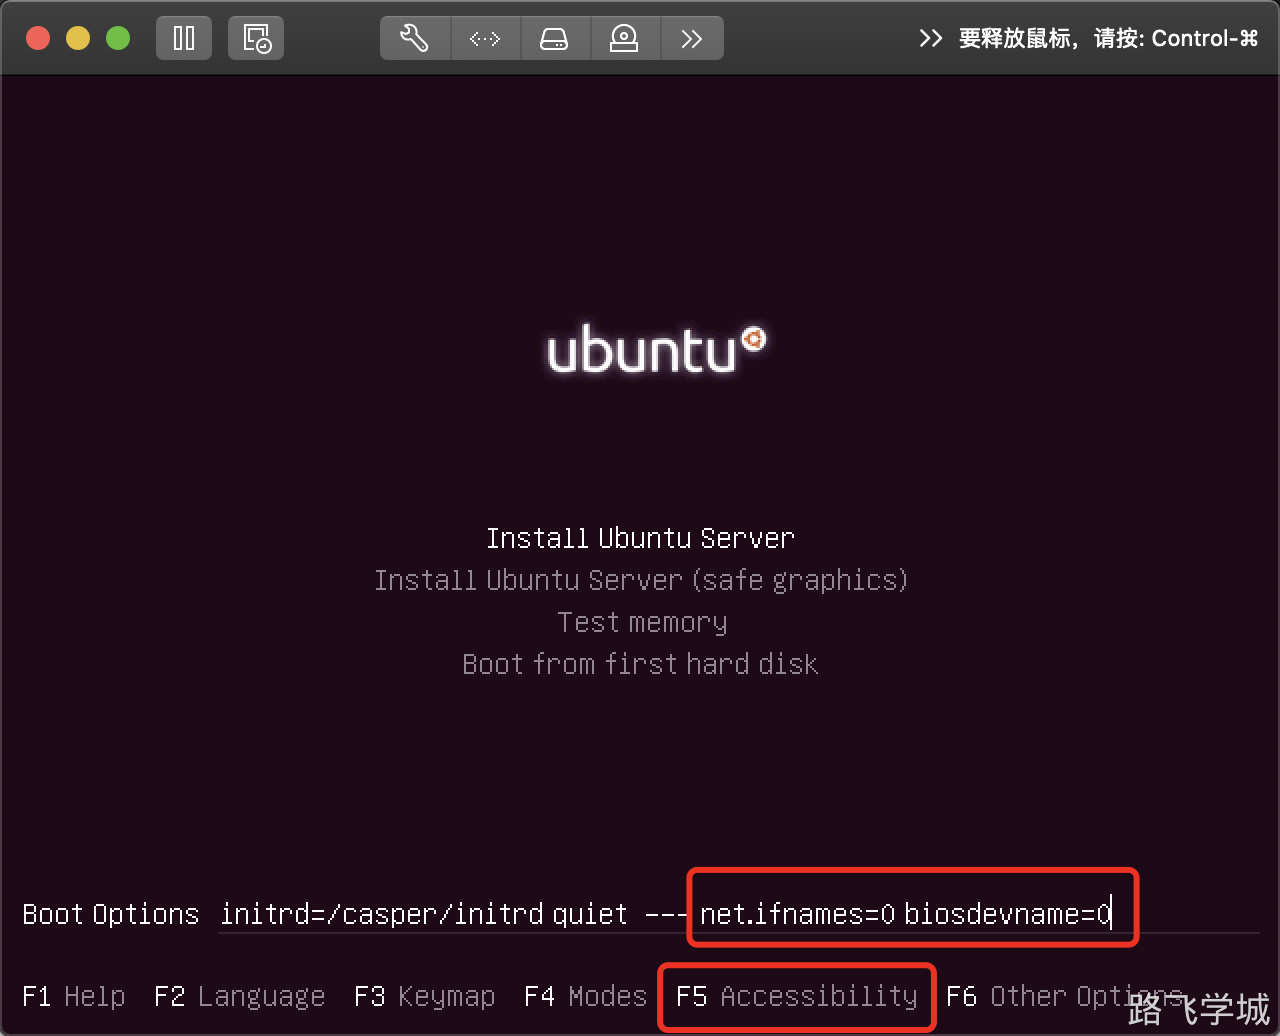 要释放鼠标，请按: Control-⌘
ubuntu
Install Ubuntu Server
Install Ubuntu Server (safe graphics)
Test memory
Boot from first hard disk
Boot Options initrd=/casper/initrd quiet --- net.ifnames=0 biosdevname=0
F1 Help F2 Language F3 Keymap F4 Modes F5 Accessibility F6 Other Options
路飞学城